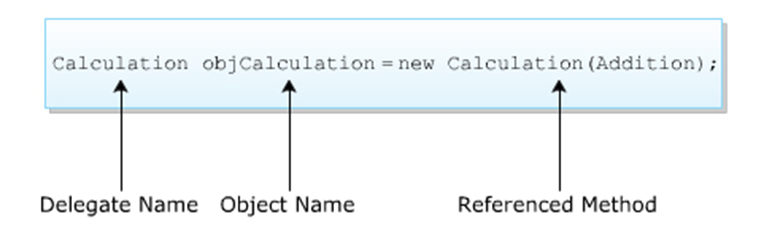 Calculation objCalculation = new Calculation(Addition);
Delegate Name Object Name Referenced Method